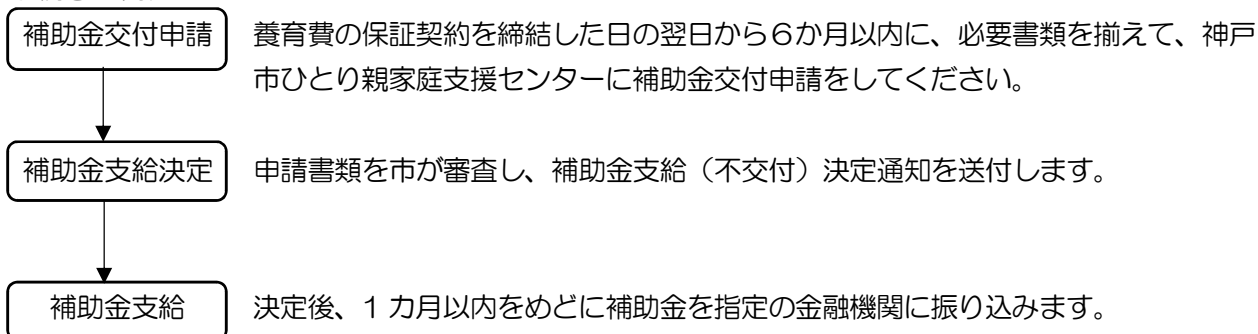 補助金交付申請
養育費の保証契約を締結した日の翌日から6か月以内に、必要書類を揃えて、神戸
市ひとり親家庭支援センターに補助金交付申請をしてください。
補助金支給決定
申請書類を市が審査し、補助金支給（不交付）決定通知を送付します。
補助金支給
決定後、1カ月以内をめどに補助金を指定の金融機関に振り込みます。